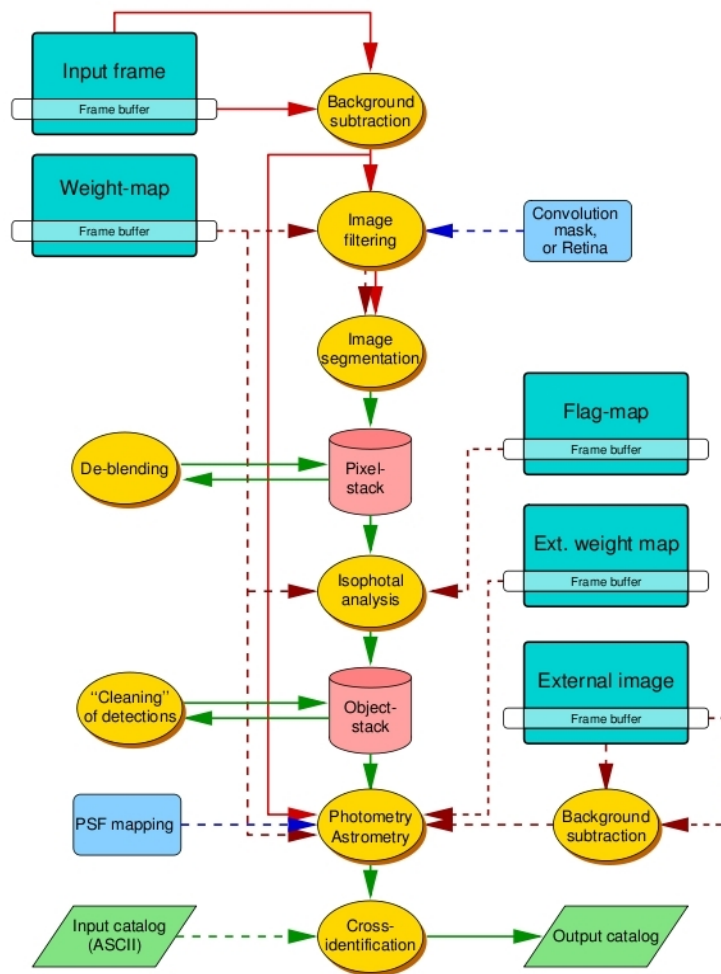 Input frame
Frame buffer
Background
subtraction
Weight-map
Frame buffer
Image
filtering
Convolution
mask,
or Retina
Image
segmentation
Flag-map
Frame buffer
De-blending
Pixel-
stack
Ext. weight map
Frame buffer
Isophotal
analysis
External image
Frame buffer
“Cleaning”
of detections
Object-
stack
PSF mapping
Photometry
Astrometry
Background
subtraction
Input catalog
(ASCII)
Cross-
identification
Output catalog